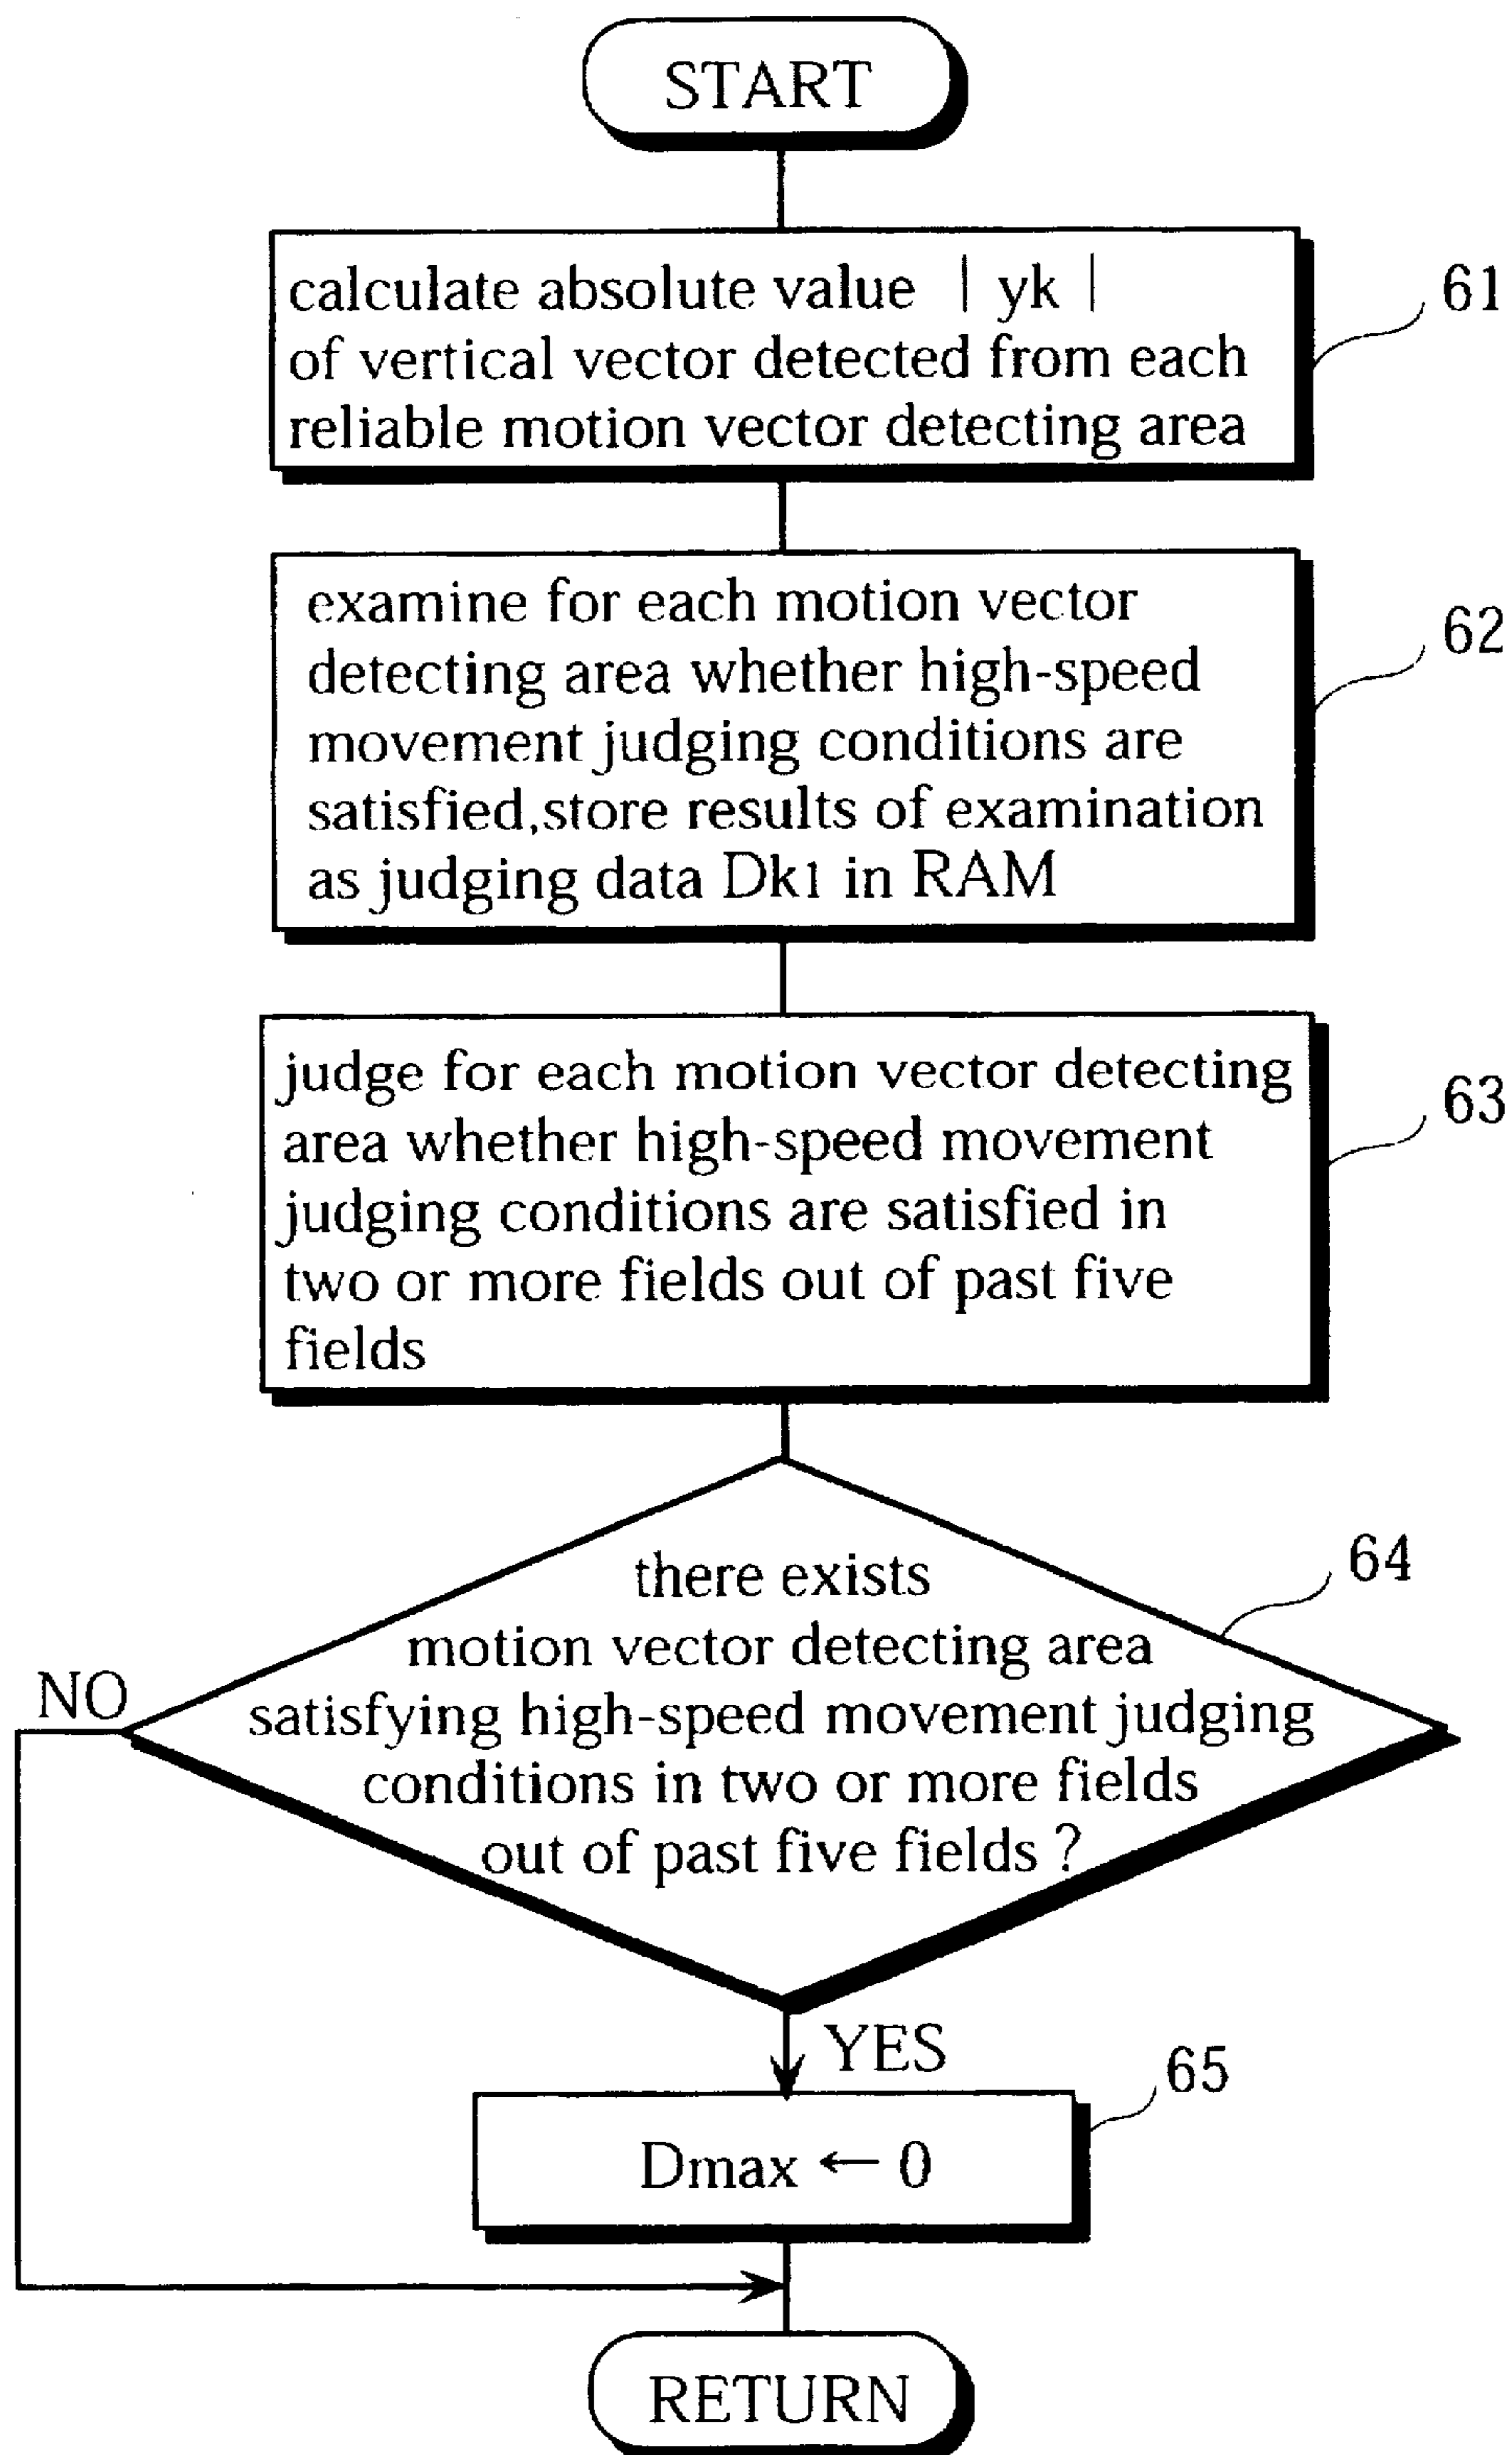 START
calculate absolute value | yk |
of vertical vector detected from each
reliable motion vector detecting area
61
examine for each motion vector
detecting area whether high-speed
movement judging conditions are
satisfied,store results of examination
as judging data Dk1 in RAM
62
judge for each motion vector detecting
area whether high-speed movement
judging conditions are satisfied in
two or more fields out of past five
fields
63
there exists
motion vector detecting area
satisfying high-speed movement judging
conditions in two or more fields
out of past five fields ?
64
NO
YES
65
Dmax ← 0
RETURN